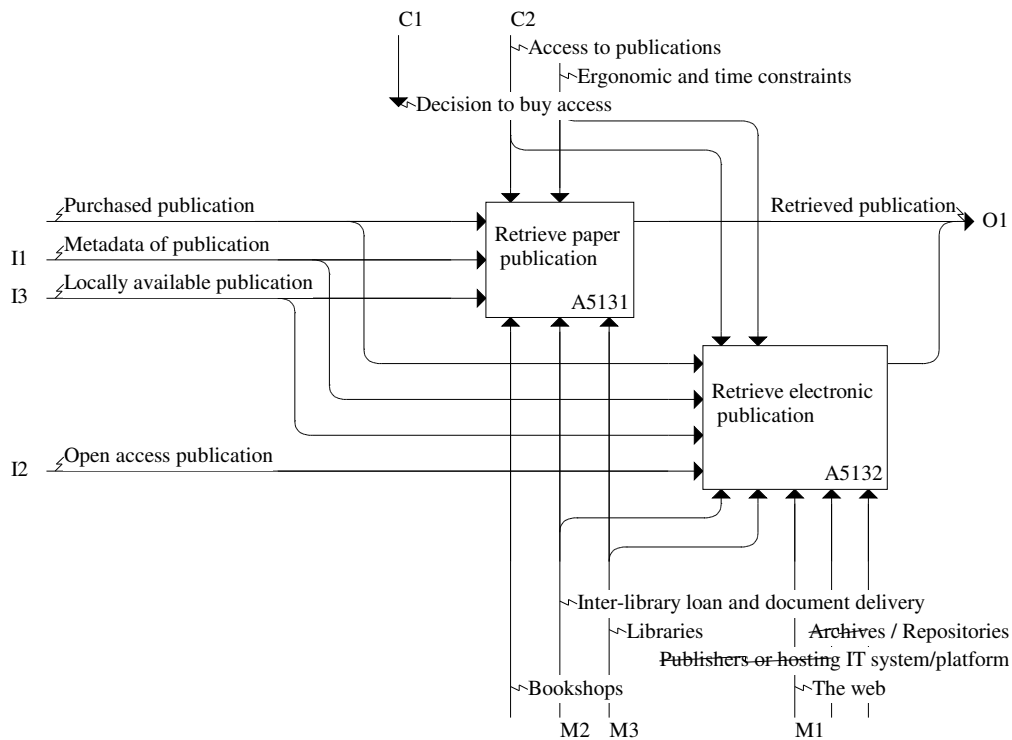 C1
C2
Access to publications
Ergonomic and time constraints
Decision to buy access
Purchased publication
Retrieved publication
O1
I1
Metadata of publication
Retrieve paper
publication
I3
Locally available publication
A5131
Retrieve electronic
publication
I2
Open access publication
A5132
Inter-library loan and document delivery
Libraries
Archives / Repositories
Publishers or hosting IT system/platform
Bookshops
The web
M2
M3
M1